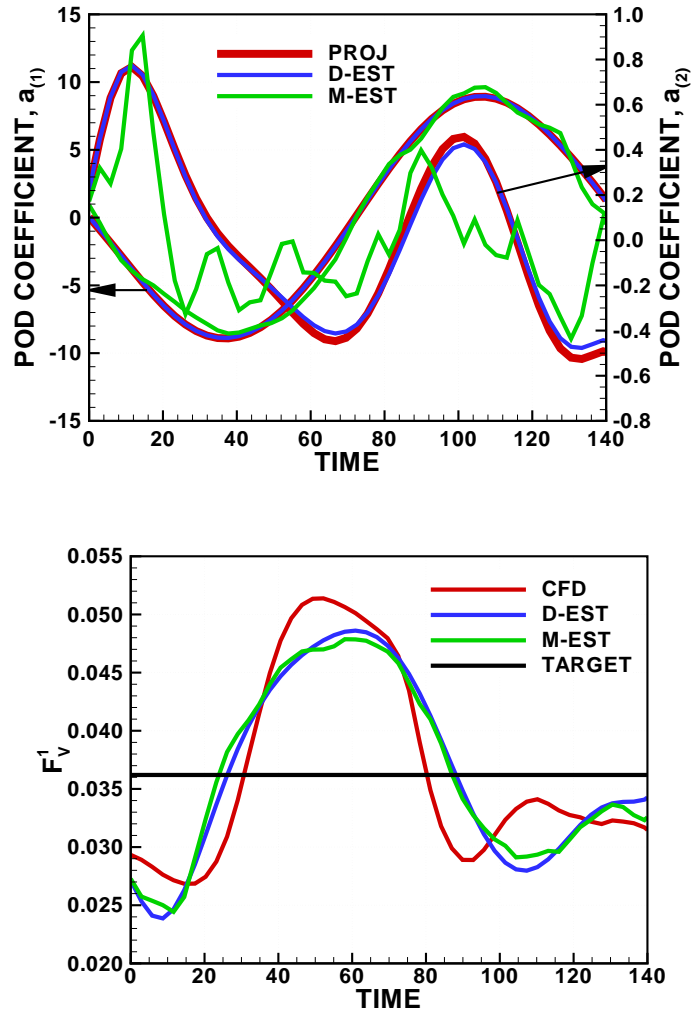 PROJ
D-EST
M-EST
POD COEFFICIENT, a(1)
15
10
5
0
-5
-10
-15
1.0
0.8
0.6
0.4
0.2
0.0
-0.2
-0.4
-0.6
-0.8
POD COEFFICIENT, a(2)
0 20 40 60 80 100 120 140
TIME
0.055
0.050
0.045
0.040
0.035
0.030
0.025
0.020
F_V^1
CFD
D-EST
M-EST
TARGET
0 20 40 60 80 100 120 140
TIME